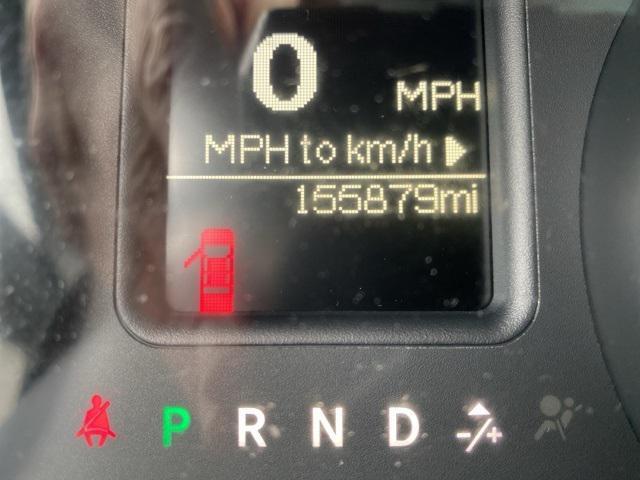 0 MPH
MPH to km/h
155879mi
P R N D -/+